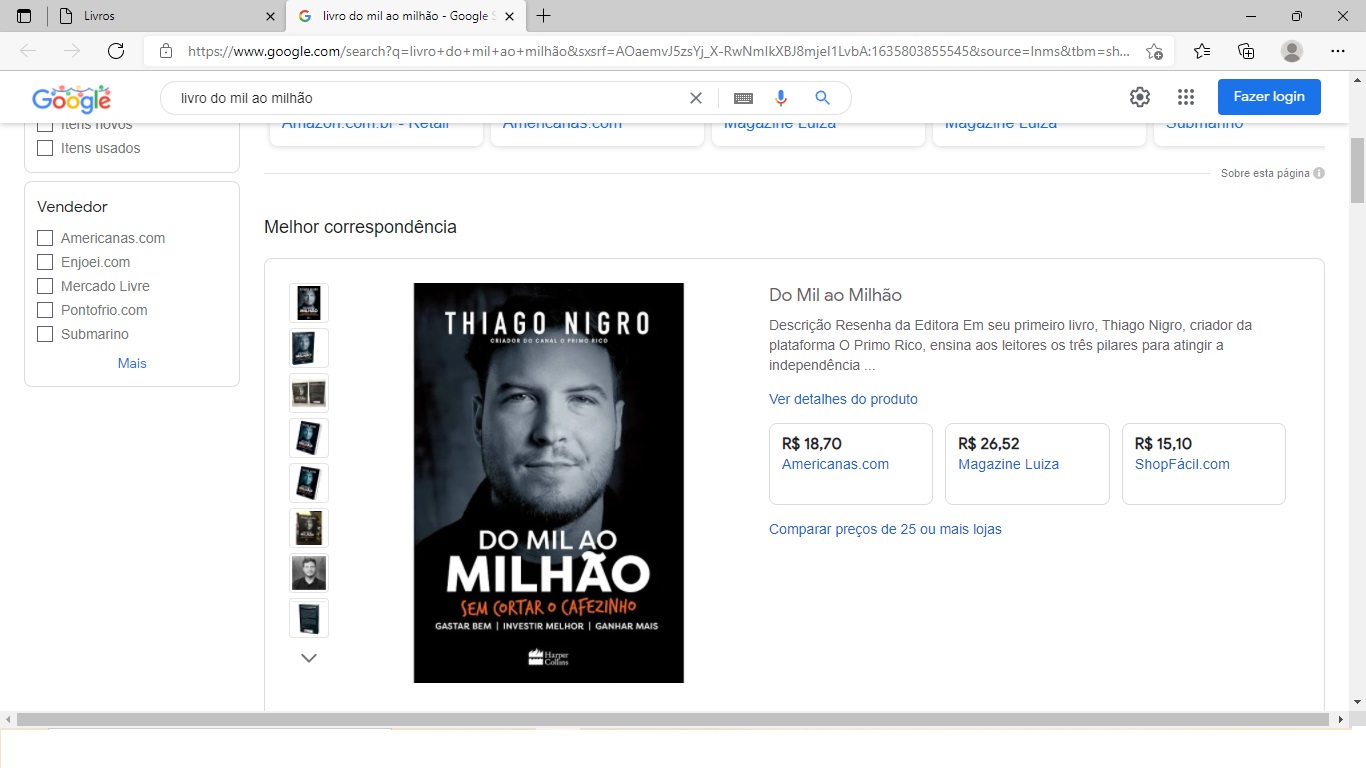 Livros
livro do mil ao milhão - Google S
https://www.google.com/search?q=livro+do+mil+ao+milhão&sxsrf=AOaemvJ5zsYj_X-RwNmIkXBJ8mjeI1LvbA:1635803855545&source=lnms&tbm=sh...
Google
livro do mil ao milhão
Fazer login
Itens novos
Itens usados
Amazon.com.br - Retail
Americanas.com
Magazine Luiza
Magazine Luiza
Submarino
Sobre esta página
Vendedor
Americanas.com
Enjoei.com
Mercado Livre
Pontofrio.com
Submarino
Mais
Melhor correspondência
THIAGO NIGRO
CRIADOR DO CANAL O PRIMO RICO
DO MIL AO
MILHÃO
SEM CORTAR O CAFEZINHO
GASTAR BEM | INVESTIR MELHOR | GANHAR MAIS
Harper
Collins
Do Mil ao Milhão
Descrição Resenha da Editora Em seu primeiro livro, Thiago Nigro, criador da
plataforma O Primo Rico, ensina aos leitores os três pilares para atingir a
independência ...
Ver detalhes do produto
R$ 18,70
Americanas.com
R$ 26,52
Magazine Luiza
R$ 15,10
ShopFácil.com
Comparar preços de 25 ou mais lojas